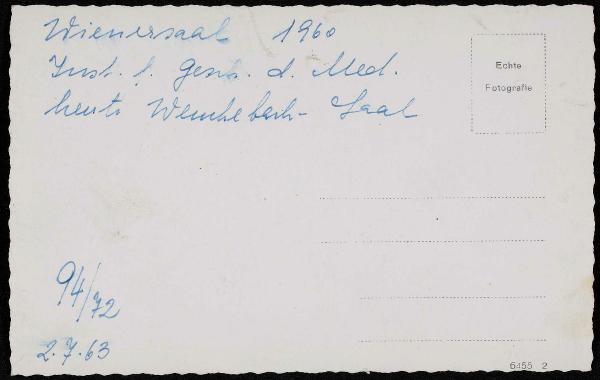 Wienersaal 1960
Inst. f. Gesch. d. Med.
heute Wenckebach-Saal
Echte
Fotografie
94/72
2.7.63
6455 2